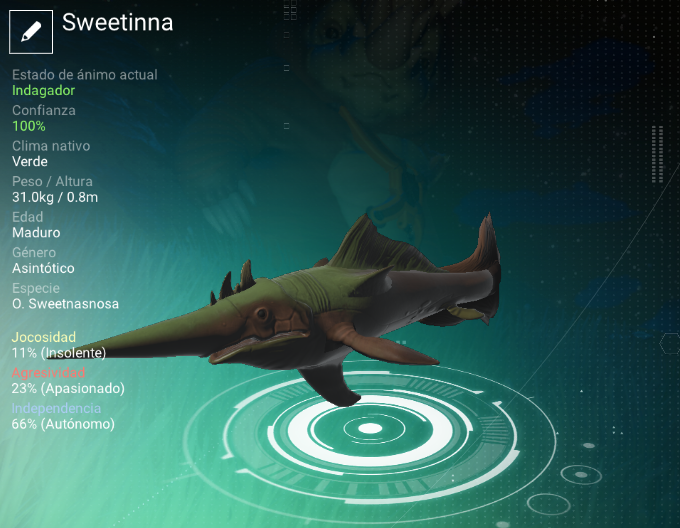 Sweetinna
Estado de ánimo actual
Indagador
Confianza
100%
Clima nativo
Verde
Peso / Altura
31.0kg / 0.8m
Edad
Maduro
Género
Asintótico
Especie
O. Sweetnasnosa
Jocosidad
11% (Insolente)
Agresividad
23% (Apasionado)
Independencia
66% (Autónomo)